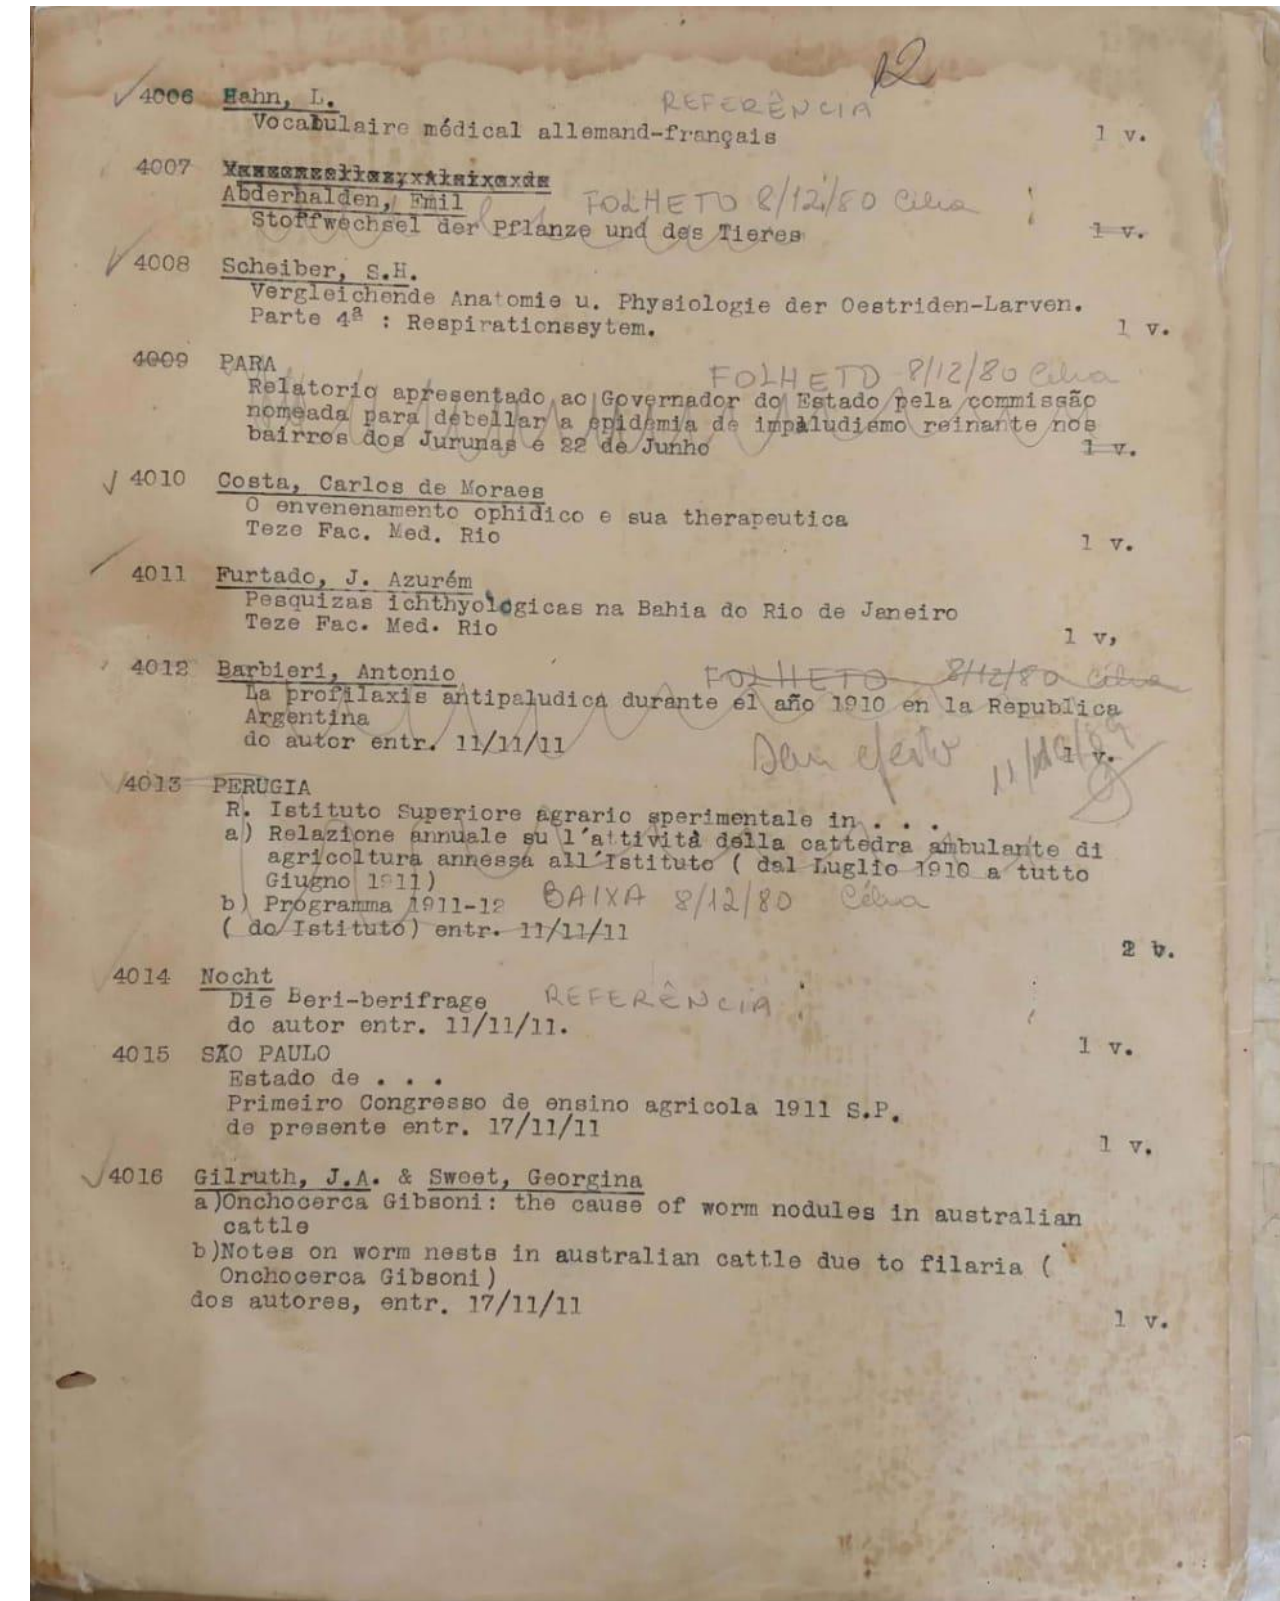 12
4006 Hahn, L. REFERÊNCIA
Vocabulaire médical allemand-français 1 v.
4007
Abderhalden, Emil FOLHETO 8/12/80 Célia
Stoffwechsel der Pflanze und des Tieres 1 v.
4008 Scheiber, S.H.
Vergleichende Anatomie u. Physiologie der Oestriden-Larven.
Parte 4ª : Respirationssytem. 1 v.
4009 PARA FOLHETO 8/12/80 Célia
Relatorio apresentado ao Governador do Estado pela commissão
nomeada para debellar a epidemia de impaludismo reinante nos
bairros dos Jurunas e 22 de Junho 1 v.
4010 Costa, Carlos de Moraes
O envenenamento ophidico e sua therapeutica
Teze Fac. Med. Rio 1 v.
4011 Furtado, J. Azurém
Pesquizas ichthyologicas na Bahia do Rio de Janeiro
Teze Fac. Med. Rio 1 v,
4012 Barbieri, Antonio FOLHETO 8/12/80 Célia
La profilaxis antipaludica durante el año 1910 en la Republica
Argentina
do autor entr. 11/11/11 Sem efeito 1 v.
4013 PERUGIA
R. Istituto Superiore agrario sperimentale in . . .
a) Relazione annuale su l'attività della cattedra ambulante di
agricoltura annessa all'Istituto ( dal Luglio 1910 a tutto
Giugno 1911)
b) Programma 1911-12 BAIXA 8/12/80 Célia
( do Istituto) entr. 11/11/11
2 b.
4014 Nocht
Die Beri-berifrage REFERÊNCIA
do autor entr. 11/11/11.
1 v.
4015 SÃO PAULO
Estado de . . .
Primeiro Congresso de ensino agricola 1911 S.P.
de presente entr. 17/11/11
1 v.
4016 Gilruth, J.A. & Sweet, Georgina
a)Onchocerca Gibsoni: the cause of worm nodules in australian
cattle
b)Notes on worm nests in australian cattle due to filaria (
Onchocerca Gibsoni)
dos autores, entr. 17/11/11
1 v.